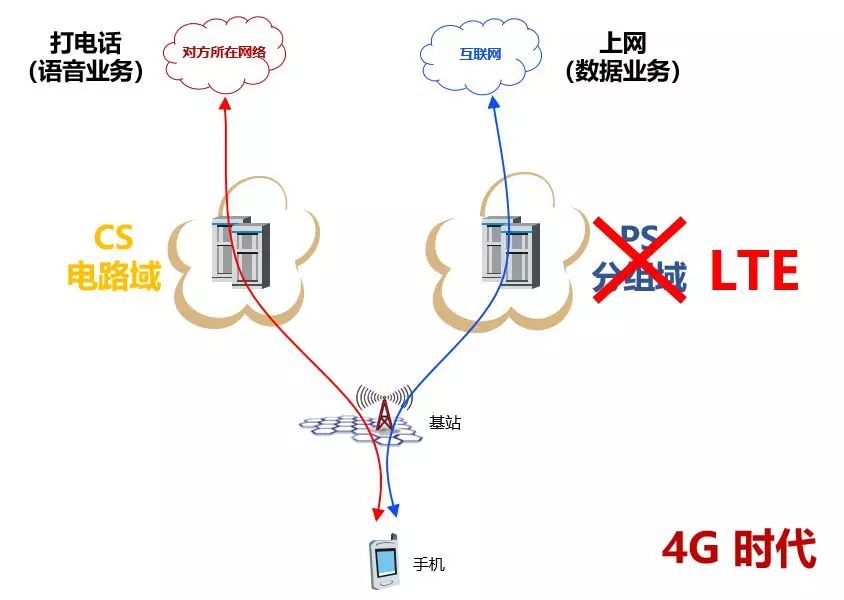 打电话
（语音业务）
对方所在网络
互联网
上网
（数据业务）
CS
电路域
PS
分组域
LTE
基站
手机
4G 时代